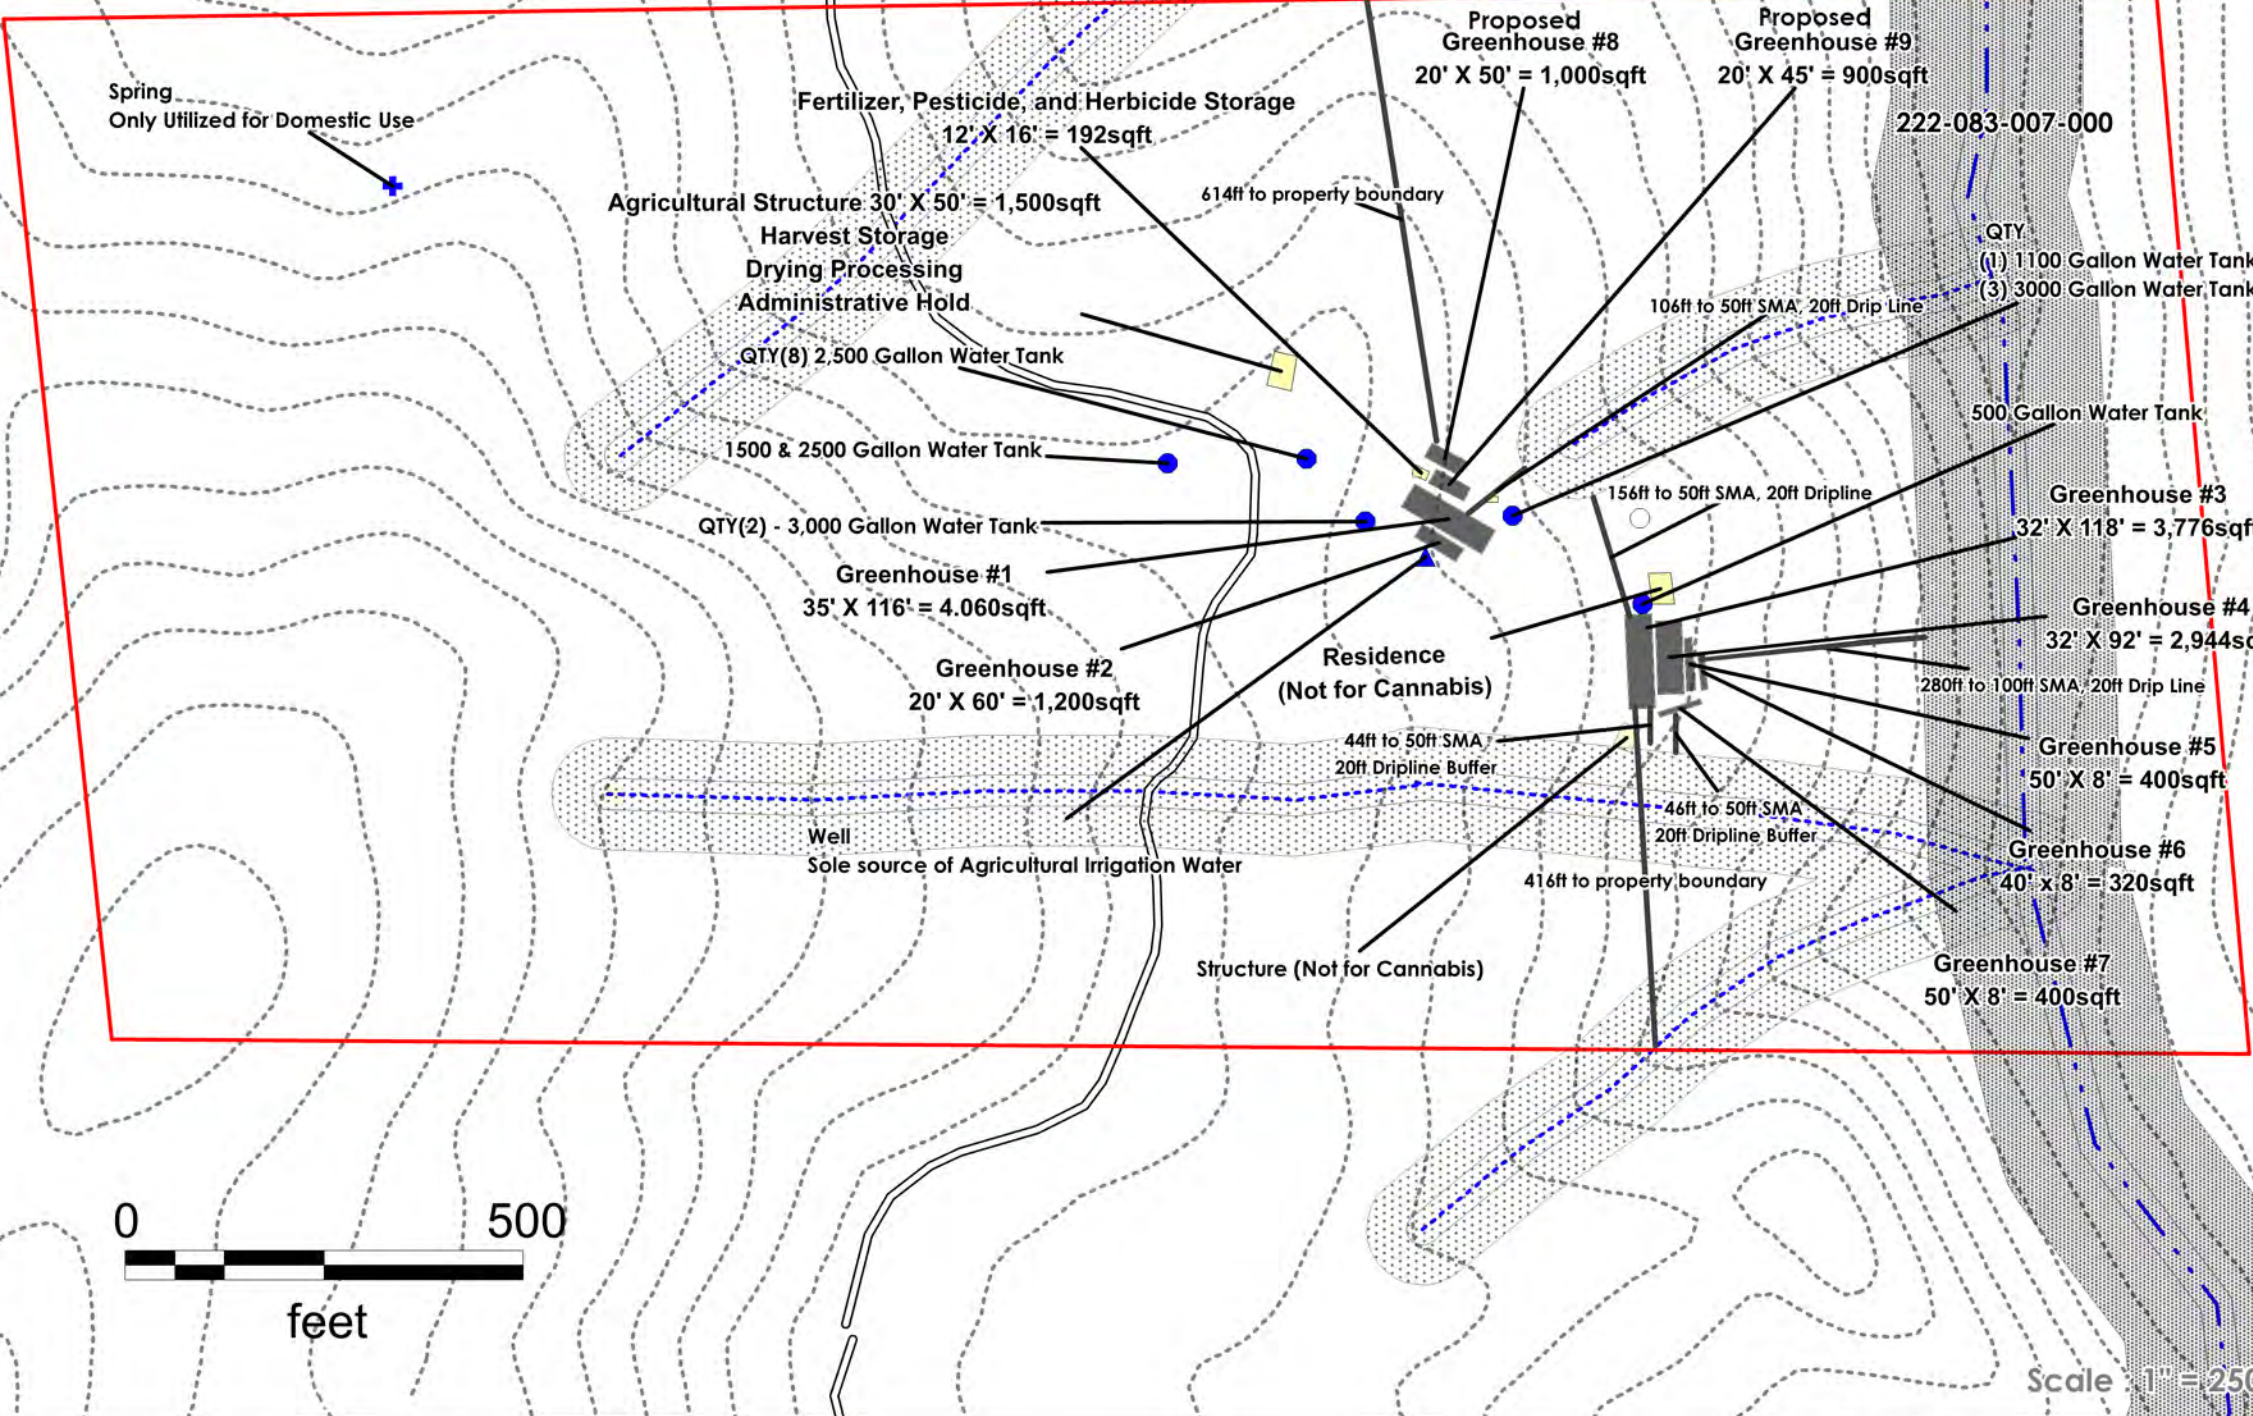 Proposed
Greenhouse #8
20' X 50' = 1,000sqft
Proposed
Greenhouse #9
20' X 45' = 900sqft
Spring
Only Utilized for Domestic Use
Fertilizer, Pesticide, and Herbicide Storage
12' X 16' = 192sqft
222-083-007-000
614ft to property boundary
Agricultural Structure 30' X 50' = 1,500sqft
Harvest Storage
Drying Processing
Administrative Hold
QTY
(1) 1100 Gallon Water Tank
(3) 3000 Gallon Water Tank
106ft to 50ft SMA, 20ft Drip Line
QTY(8) 2,500 Gallon Water Tank
500 Gallon Water Tank
1500 & 2500 Gallon Water Tank
156ft to 50ft SMA, 20ft Dripline
Greenhouse #3
32' X 118' = 3,776sqf
QTY(2) - 3,000 Gallon Water Tank
Greenhouse #1
35' X 116' = 4.060sqft
Greenhouse #4
32' X 92' = 2,944sq
Greenhouse #2
20' X 60' = 1,200sqft
Residence
(Not for Cannabis)
280ft to 100ft SMA, 20ft Drip Line
44ft to 50ft SMA
20ft Dripline Buffer
Greenhouse #5
50' X 8' = 400sqft
46ft to 50ft SMA
20ft Dripline Buffer
Well
Sole source of Agricultural Irrigation Water
Greenhouse #6
40' x 8' = 320sqft
416ft to property boundary
Structure (Not for Cannabis)
Greenhouse #7
50' X 8' = 400sqft
0 500
feet
Scale 1" = 250